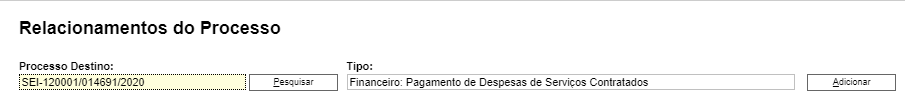 Relacionamentos do Processo
Processo Destino: Tipo:
SEI-120001/014691/2020 Pesquisar Financeiro: Pagamento de Despesas de Serviços Contratados Adicionar